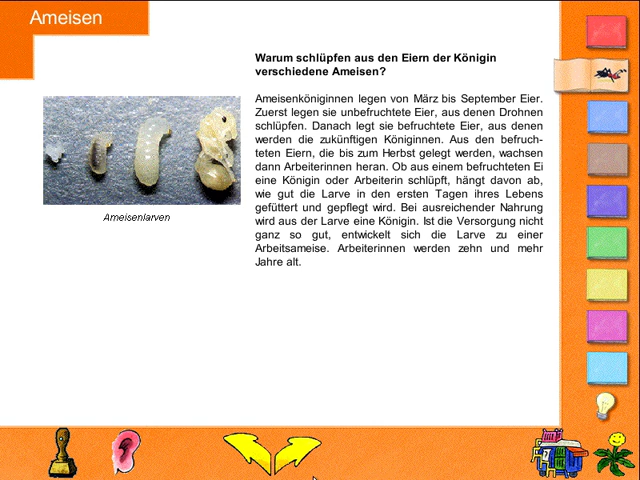 Ameisen
Warum schlüpfen aus den Eiern der Königin
verschiedene Ameisen?
Ameisenköniginnen legen von März bis September Eier.
Zuerst legen sie unbefruchtete Eier, aus denen Drohnen
schlüpfen. Danach legt sie befruchtete Eier, aus denen
werden die zukünftigen Königinnen. Aus den befruch-
teten Eiern, die bis zum Herbst gelegt werden, wachsen
dann Arbeiterinnen heran. Ob aus einem befruchteten Ei
eine Königin oder Arbeiterin schlüpft, hängt davon ab,
wie gut die Larve in den ersten Tagen ihres Lebens
gefüttert und gepflegt wird. Bei ausreichender Nahrung
wird aus der Larve eine Königin. Ist die Versorgung nicht
ganz so gut, entwickelt sich die Larve zu einer
Arbeitsameise. Arbeiterinnen werden zehn und mehr
Jahre alt.
Ameisenlarven